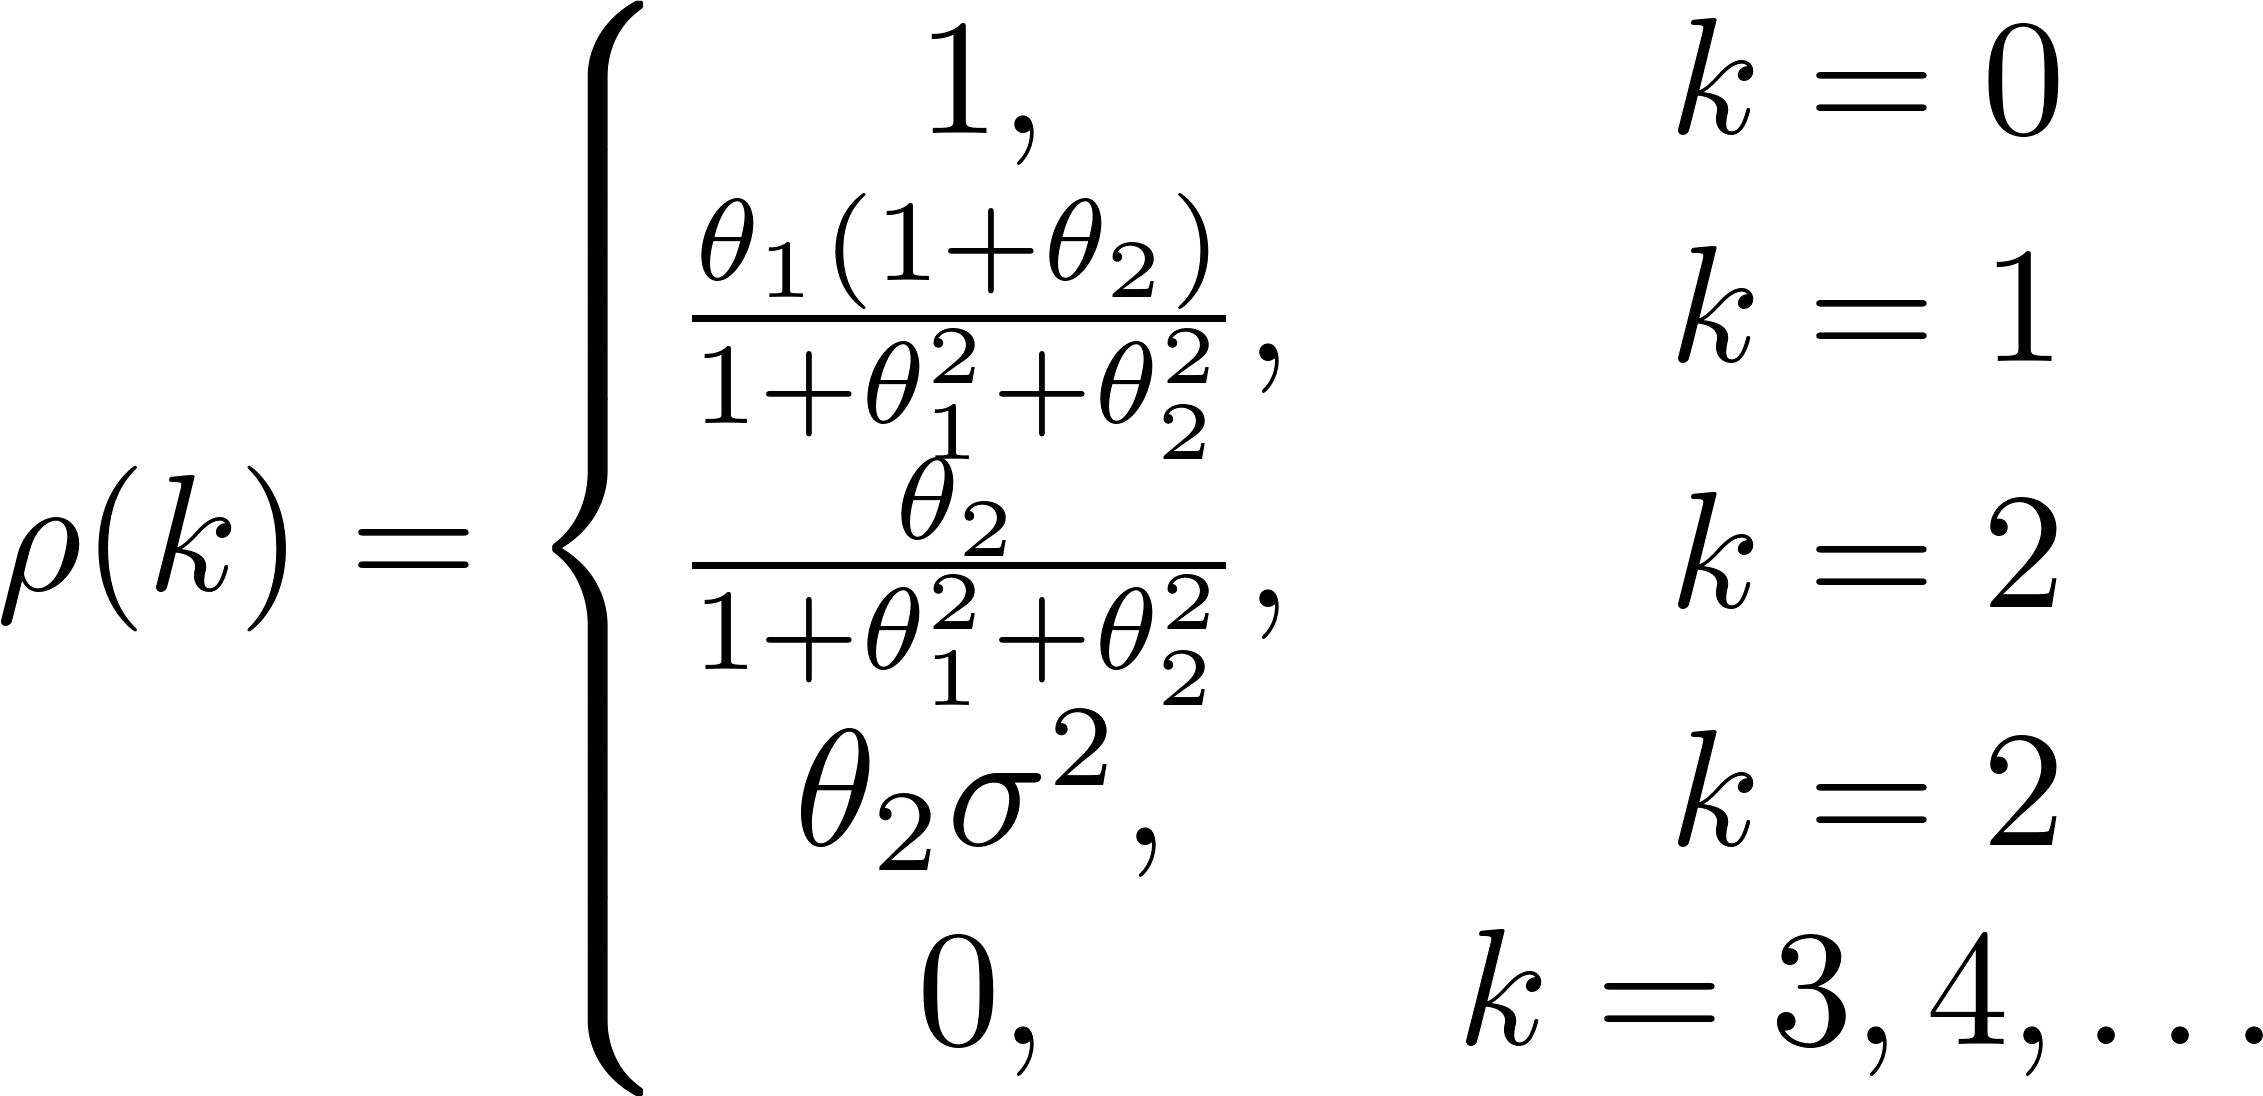 ρ(k) = {
1, k = 0
θ₁(1+θ₂) / (1+θ₁²+θ₂²), k = 1
θ₂ / (1+θ₁²+θ₂²), k = 2
θ₂σ², k = 2
0, k = 3, 4, . . .